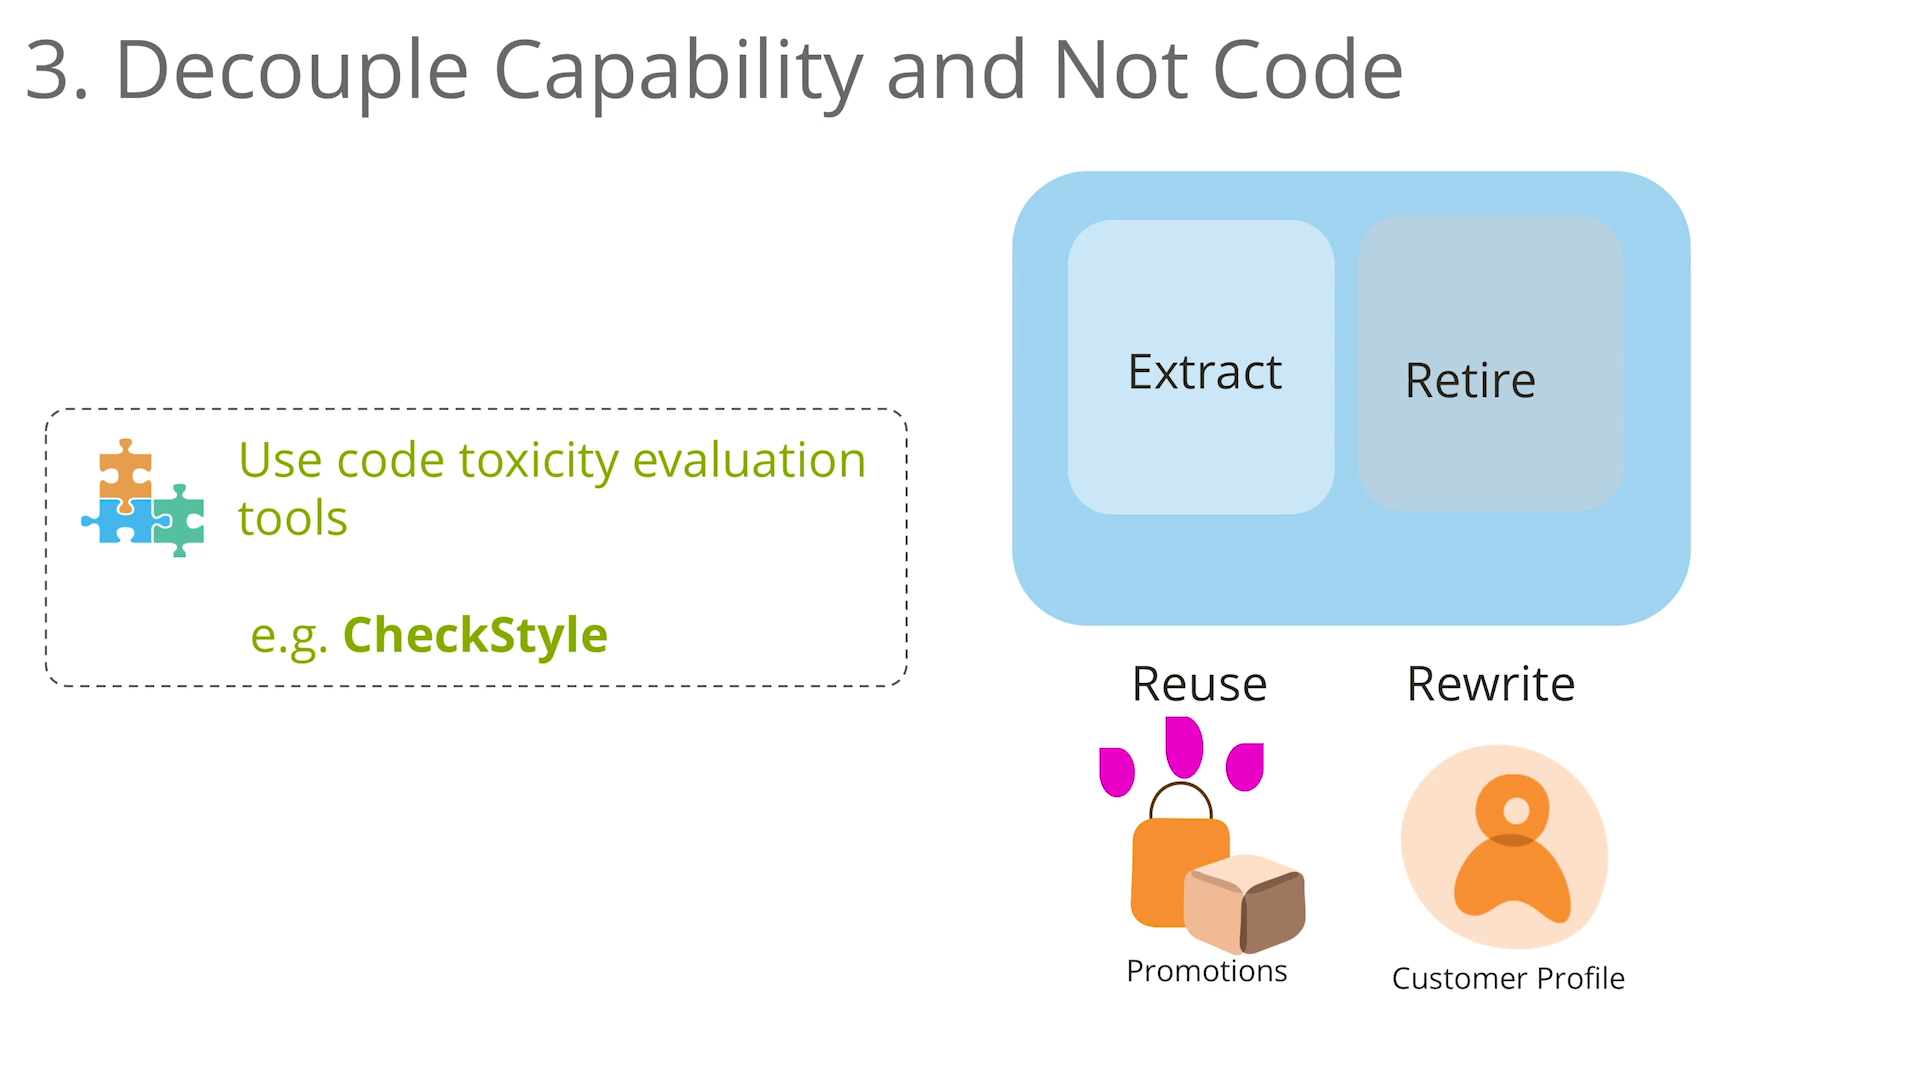 3. Decouple Capability and Not Code
Use code toxicity evaluation
tools
e.g. CheckStyle
Extract
Retire
Reuse
Rewrite
Promotions
Customer Profile